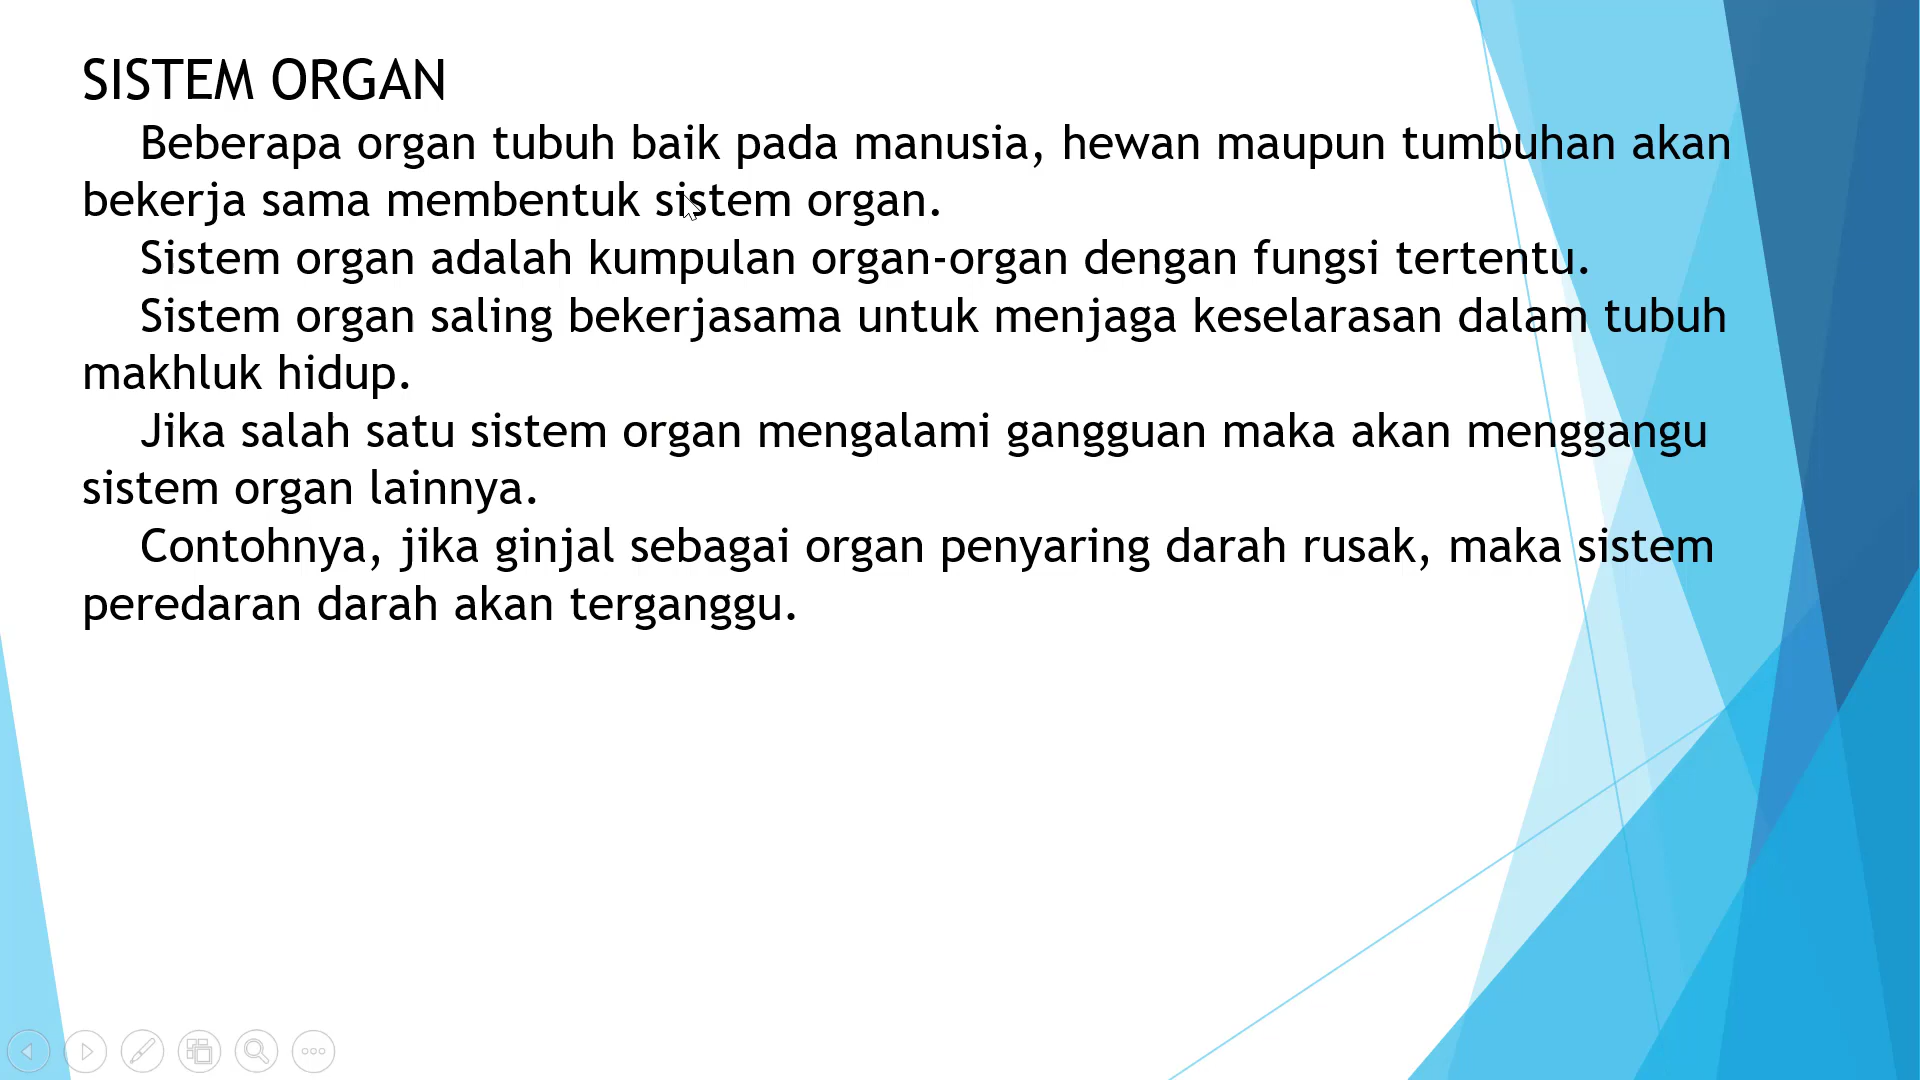 SISTEM ORGAN
Beberapa organ tubuh baik pada manusia, hewan maupun tumbuhan akan
bekerja sama membentuk sistem organ.
Sistem organ adalah kumpulan organ-organ dengan fungsi tertentu.
Sistem organ saling bekerjasama untuk menjaga keselarasan dalam tubuh
makhluk hidup.
Jika salah satu sistem organ mengalami gangguan maka akan menggangu
sistem organ lainnya.
Contohnya, jika ginjal sebagai organ penyaring darah rusak, maka sistem
peredaran darah akan terganggu.